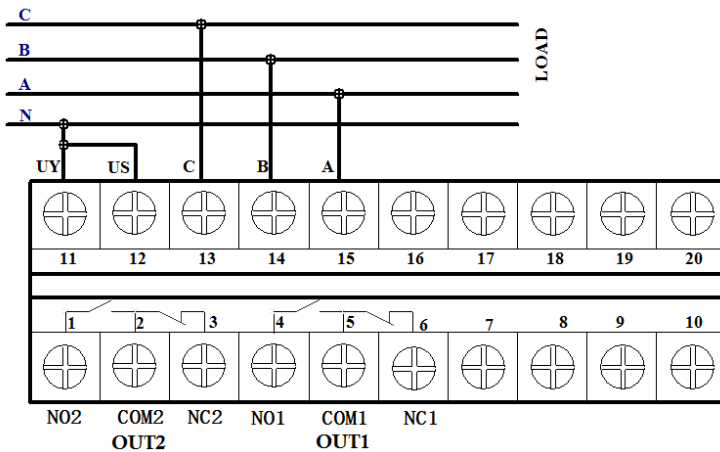 C
B
A
N
LOAD
UY US C B A
11 12 13 14 15 16 17 18 19 20
1 2 3 4 5 6 7 8 9 10
NO2 COM2 NC2 NO1 COM1 NC1
OUT2 OUT1